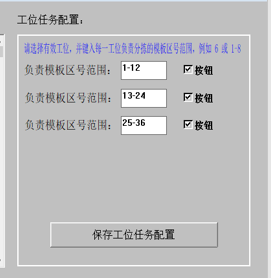 工位任务配置：
请选择有效工位，并键入每一工位负责分拣的模板区号范围，例如 6 或 1-8
负责模板区号范围： 1-12 按钮
负责模板区号范围： 13-24 按钮
负责模板区号范围： 25-36 按钮
保存工位任务配置